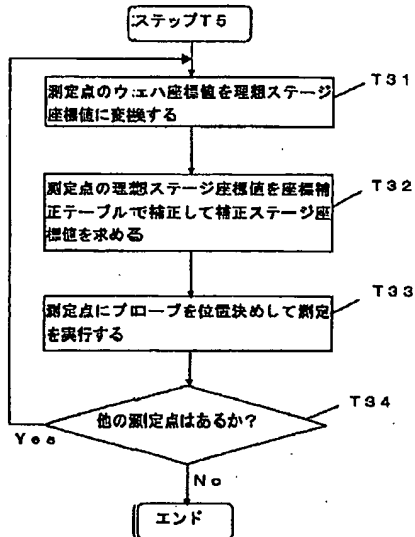 ステップT5
測定点のウェハ座標値を理想ステージ
座標値に変換する
T31
測定点の理想ステージ座標値を座標補
正テーブルで補正して補正ステージ座
標値を求める
T32
測定点にプローブを位置決めして測定
を実行する
T33
他の測定点はあるか?
T34
Yes
No
エンド